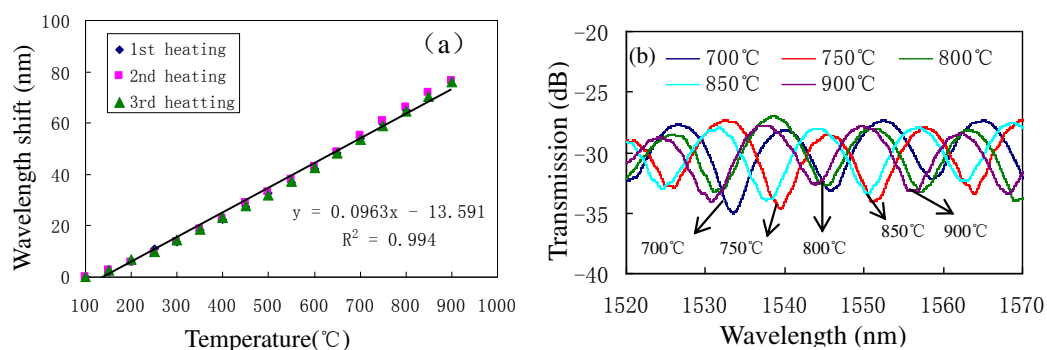 (a)
Wavelength shift (nm)
100
80
60
40
20
0
1st heating
2nd heating
3rd heatting
y = 0.0963x - 13.591
R² = 0.994
100 200 300 400 500 600 700 800 900 1000
Temperature(℃)
(b)
Transmission (dB)
-20
-25
-30
-35
-40
700℃ 750℃ 800℃
850℃ 900℃
700℃ 750℃ 800℃ 850℃ 900℃
1520 1530 1540 1550 1560 1570
Wavelength (nm)